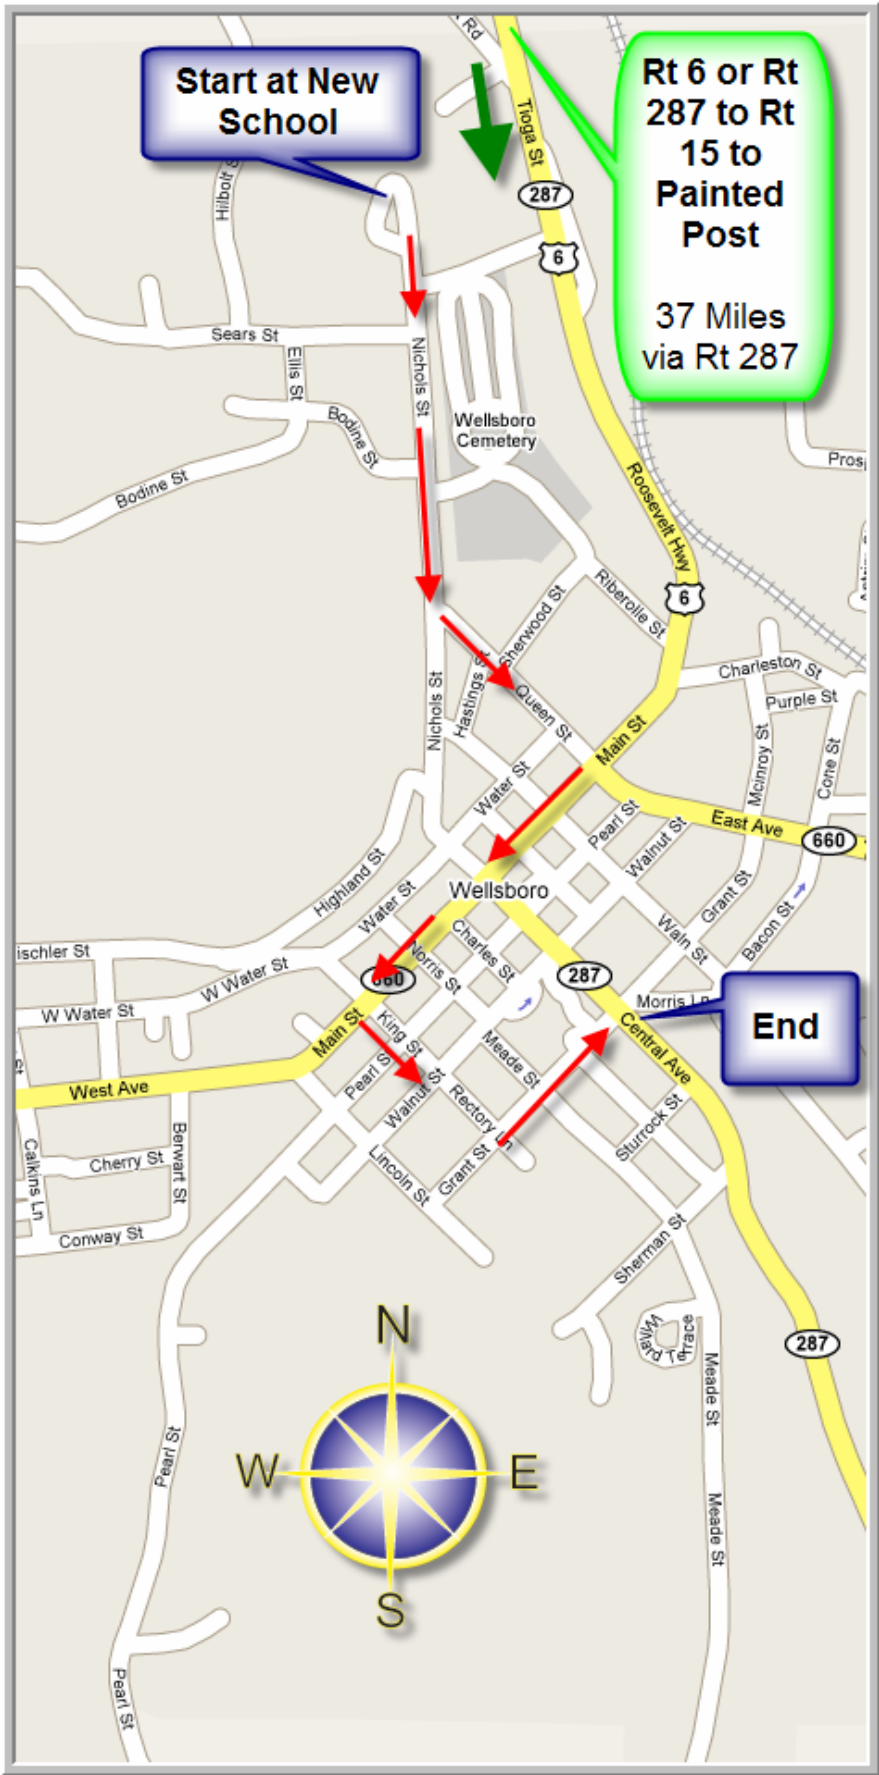 Rd
Start at New
School
Rt 6 or Rt
287 to Rt
15 to
Painted
Post
37 Miles
via Rt 287
Tioga St
287
6
Sears St
Ellis St
Nichols St
Bodine St
Bodine St
Wellsboro
Cemetery
Roosevelt Hwy
6
Riberolle St
Sherwood St
Nichols St
Hastings
Queen St
Main St
Charleston St
Purple St
McInroy St
Cone St
Water St
Pearl St
Walnut St
East Ave
660
Highland St
Water St
Wellsboro
Charles St
Norris St
Waln St
Grant St
Bacon St
ischler St
W Water St
W Water St
660
287
Main St
King St
Pearl S
Morris Ln
End
Central Ave
West Ave
Meade St
Walnut St
Rectory Ln
Sturrock St
St
Calkins Ln
Cherry St
Berwart St
Conway St
Lincoln St
Grant St
Sherman St
Willard Te
Trace
287
N
W
E
S
Meade St
Meade St
Pearl St
Pearl St